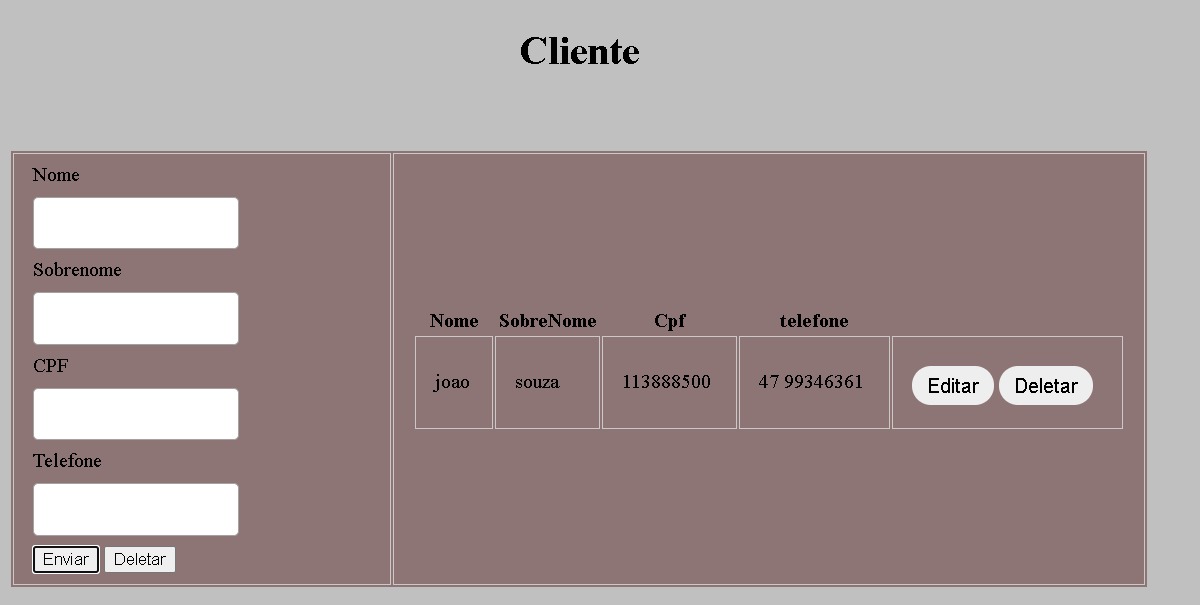 Cliente
Nome
Sobrenome
CPF
Telefone
Enviar Deletar
Nome SobreNome Cpf telefone
joao souza 113888500 47 99346361 Editar Deletar